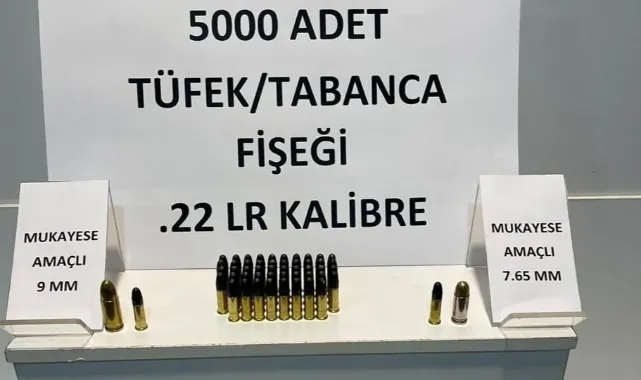 5000 ADET
TÜFEK/TABANCA
FİŞEĞİ
.22 LR KALİBRE
MUKAYESE
AMAÇLI
9 MM
MUKAYESE
AMAÇLI
7.65 MM